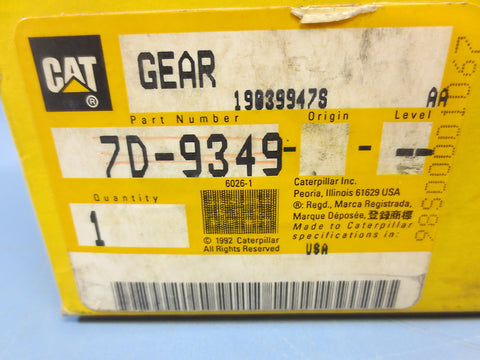 CAT ®
GEAR
19039947S AA
Part Number Origin Level
7D-9349- - --
6026-1
Quantity
1
© 1992 Caterpillar
All Rights Reserved
Caterpillar Inc.
Peoria, Illinois 61629 USA
®: Regd., Marca Registrada,
Marque Déposée, 登録商標
Made to Caterpillar
specifications in:
USA